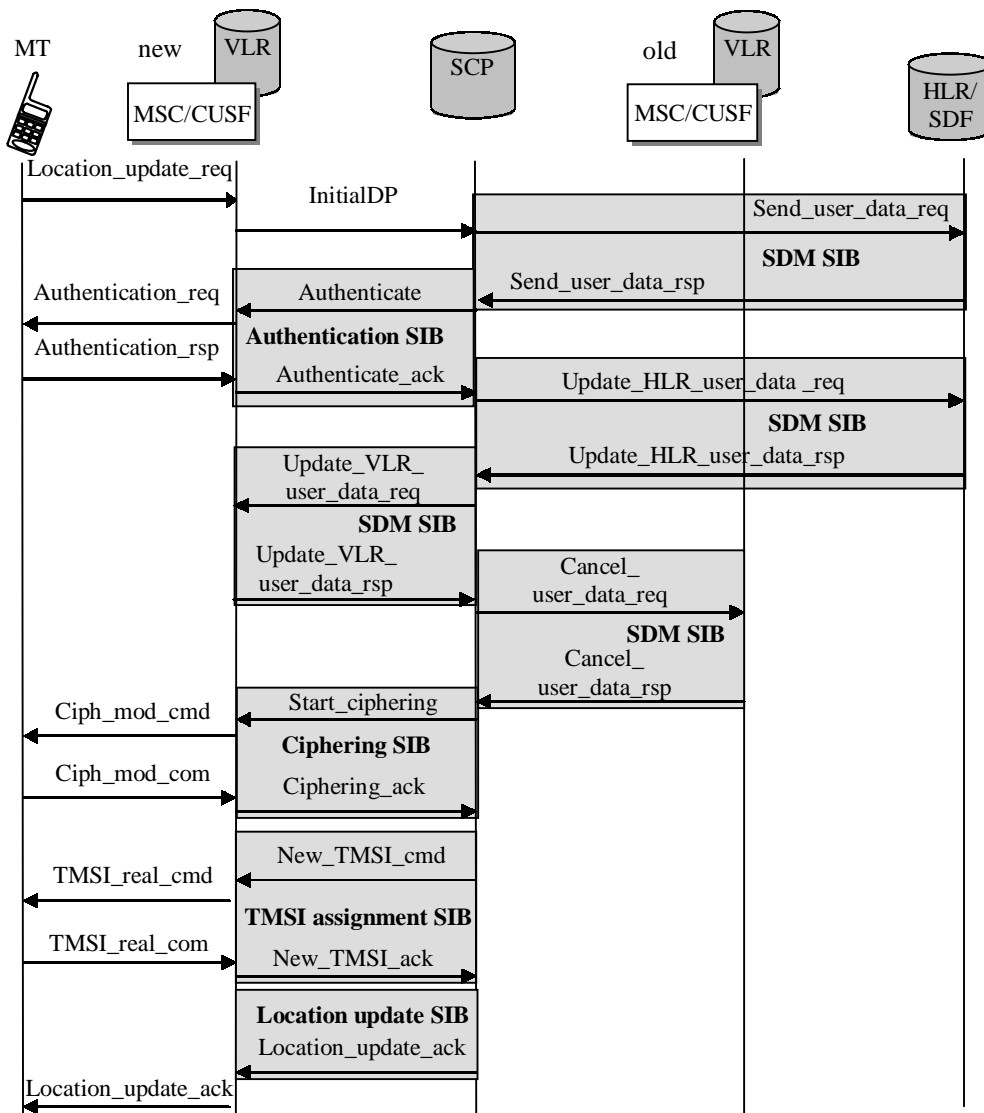 MT
new
VLR
MSC/CUSF
SCP
old
VLR
MSC/CUSF
HLR/
SDF
Location_update_req
InitialDP
Send_user_data_req
SDM SIB
Send_user_data_rsp
Authenticate
Authentication_req
Authentication SIB
Authentication_rsp
Authenticate_ack
Update_HLR_user_data _req
SDM SIB
Update_HLR_user_data_rsp
Update_VLR_
user_data_req
SDM SIB
Update_VLR_
user_data_rsp
Cancel_
user_data_req
SDM SIB
Cancel_
user_data_rsp
Start_ciphering
Ciph_mod_cmd
Ciphering SIB
Ciph_mod_com
Ciphering_ack
New_TMSI_cmd
TMSI_real_cmd
TMSI assignment SIB
TMSI_real_com
New_TMSI_ack
Location update SIB
Location_update_ack
Location_update_ack